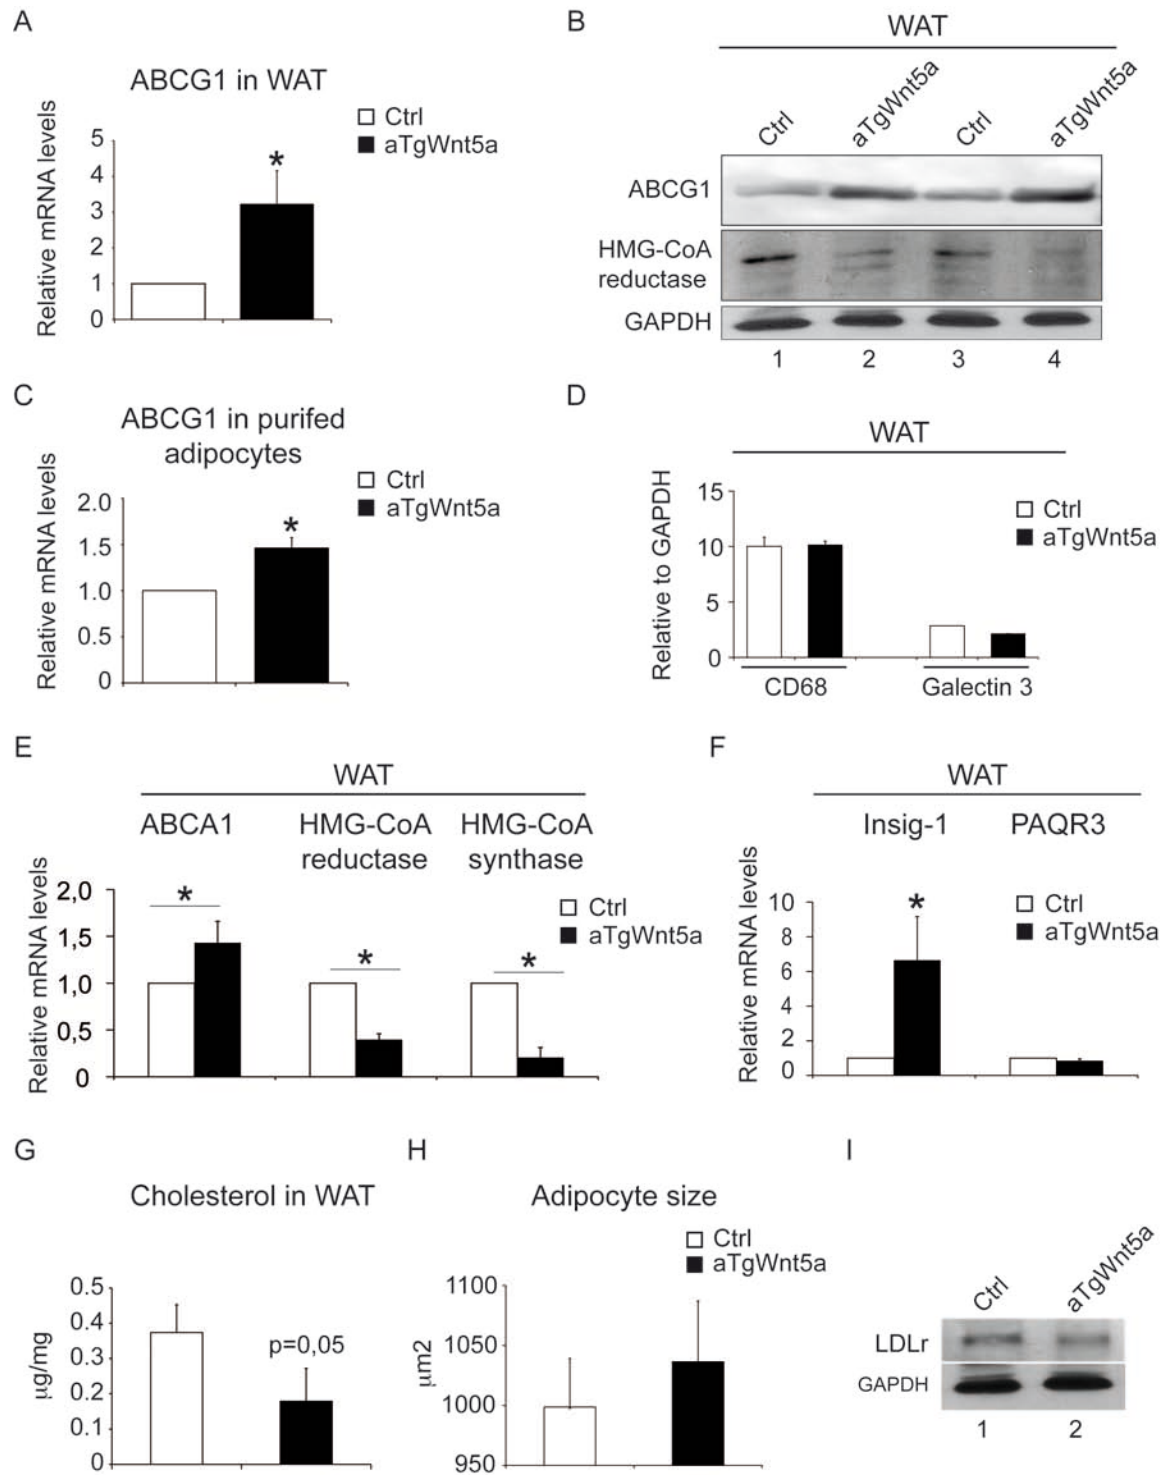 A
ABCG1 in WAT
Ctrl
aTgWnt5a
Relative mRNA levels
5
4
3
2
1
0
*
B
WAT
Ctrl
aTgWnt5a
Ctrl
aTgWnt5a
ABCG1
HMG-CoA
reductase
GAPDH
1 2 3 4
C
ABCG1 in purifed
adipocytes
Ctrl
aTgWnt5a
Relative mRNA levels
2.0
1.5
1.0
0.5
0
*
D
WAT
Ctrl
aTgWnt5a
Relative to GAPDH
15
10
5
0
CD68 Galectin 3
E
WAT
ABCA1 HMG-CoA HMG-CoA
reductase synthase
Ctrl
aTgWnt5a
Relative mRNA levels
2,0
1,5
1,0
0,5
0
* * *
F
WAT
Insig-1 PAQR3
Ctrl
aTgWnt5a
Relative mRNA levels
10
8
6
4
2
0
*
G
Cholesterol in WAT
µg/mg
0.5
0.4
0.3
0.2
0.1
0
p=0,05
H
Adipocyte size
Ctrl
aTgWnt5a
µm2
1100
1050
1000
950
I
Ctrl
aTgWnt5a
LDLr
GAPDH
1 2